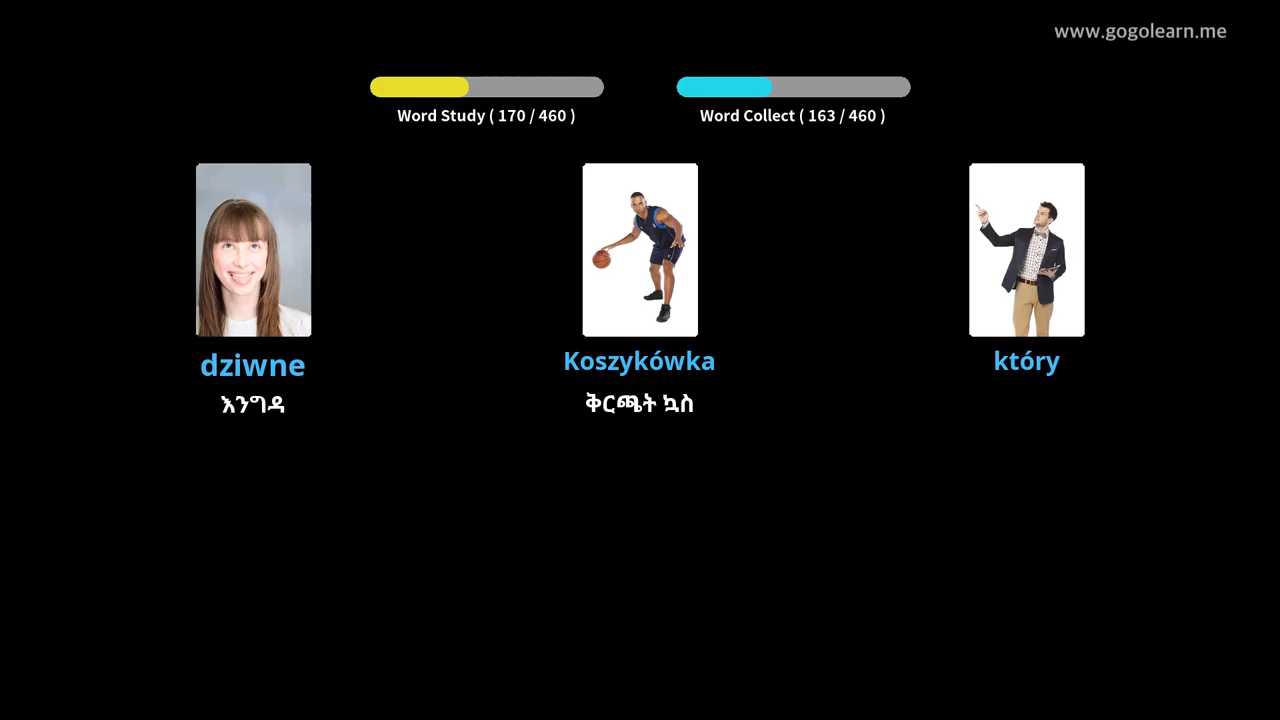 www.gogolearn.me
Word Study ( 170 / 460 )
Word Collect ( 163 / 460 )
dziwne
Koszykówka
który
እንግዳ
ቅርጫት ኳስ